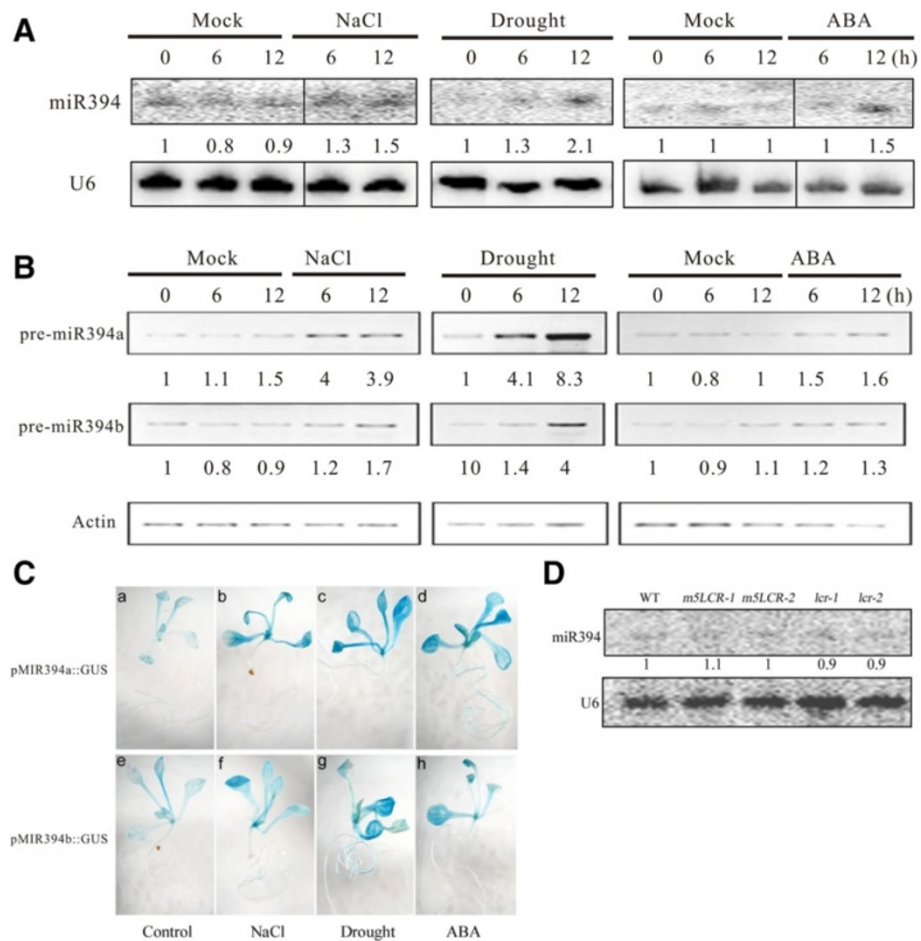 A
Mock NaCl Drought Mock ABA
0 6 12 6 12 0 6 12 0 6 12 6 12 (h)
miR394
1 0.8 0.9 1.3 1.5 1 1.3 2.1 1 1 1 1 1.5
U6
B
Mock NaCl Drought Mock ABA
0 6 12 6 12 0 6 12 0 6 12 6 12 (h)
pre-miR394a
1 1.1 1.5 4 3.9 1 4.1 8.3 1 0.8 1 1.5 1.6
pre-miR394b
1 0.8 0.9 1.2 1.7 10 1.4 4 1 0.9 1.1 1.2 1.3
Actin
C
a b c d
pMIR394a::GUS
e f g h
pMIR394b::GUS
Control NaCl Drought ABA
D
WT m5LCR-1 m5LCR-2 lcr-1 lcr-2
miR394
1 1.1 1 0.9 0.9
U6